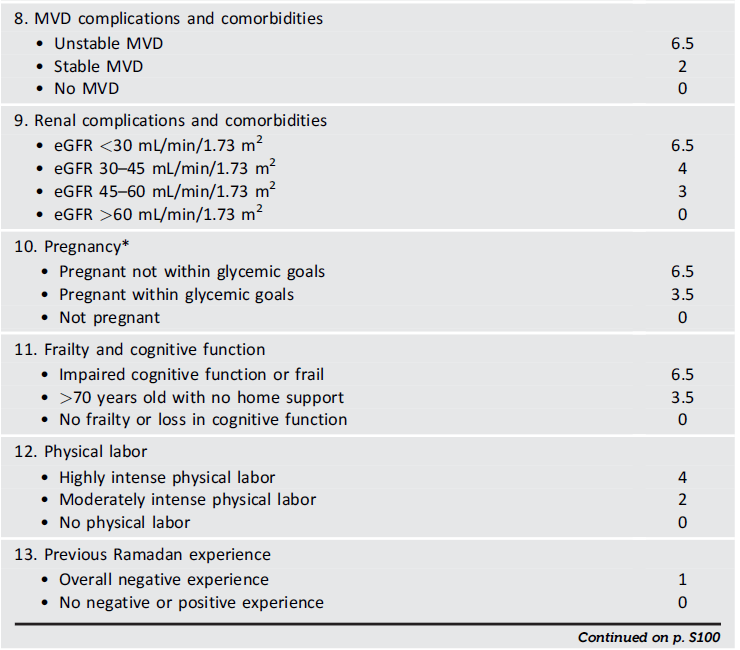 8. MVD complications and comorbidities
• Unstable MVD 6.5
• Stable MVD 2
• No MVD 0
9. Renal complications and comorbidities
• eGFR <30 mL/min/1.73 m² 6.5
• eGFR 30–45 mL/min/1.73 m² 4
• eGFR 45–60 mL/min/1.73 m² 3
• eGFR >60 mL/min/1.73 m² 0
10. Pregnancy*
• Pregnant not within glycemic goals 6.5
• Pregnant within glycemic goals 3.5
• Not pregnant 0
11. Frailty and cognitive function
• Impaired cognitive function or frail 6.5
• >70 years old with no home support 3.5
• No frailty or loss in cognitive function 0
12. Physical labor
• Highly intense physical labor 4
• Moderately intense physical labor 2
• No physical labor 0
13. Previous Ramadan experience
• Overall negative experience 1
• No negative or positive experience 0
Continued on p. S100